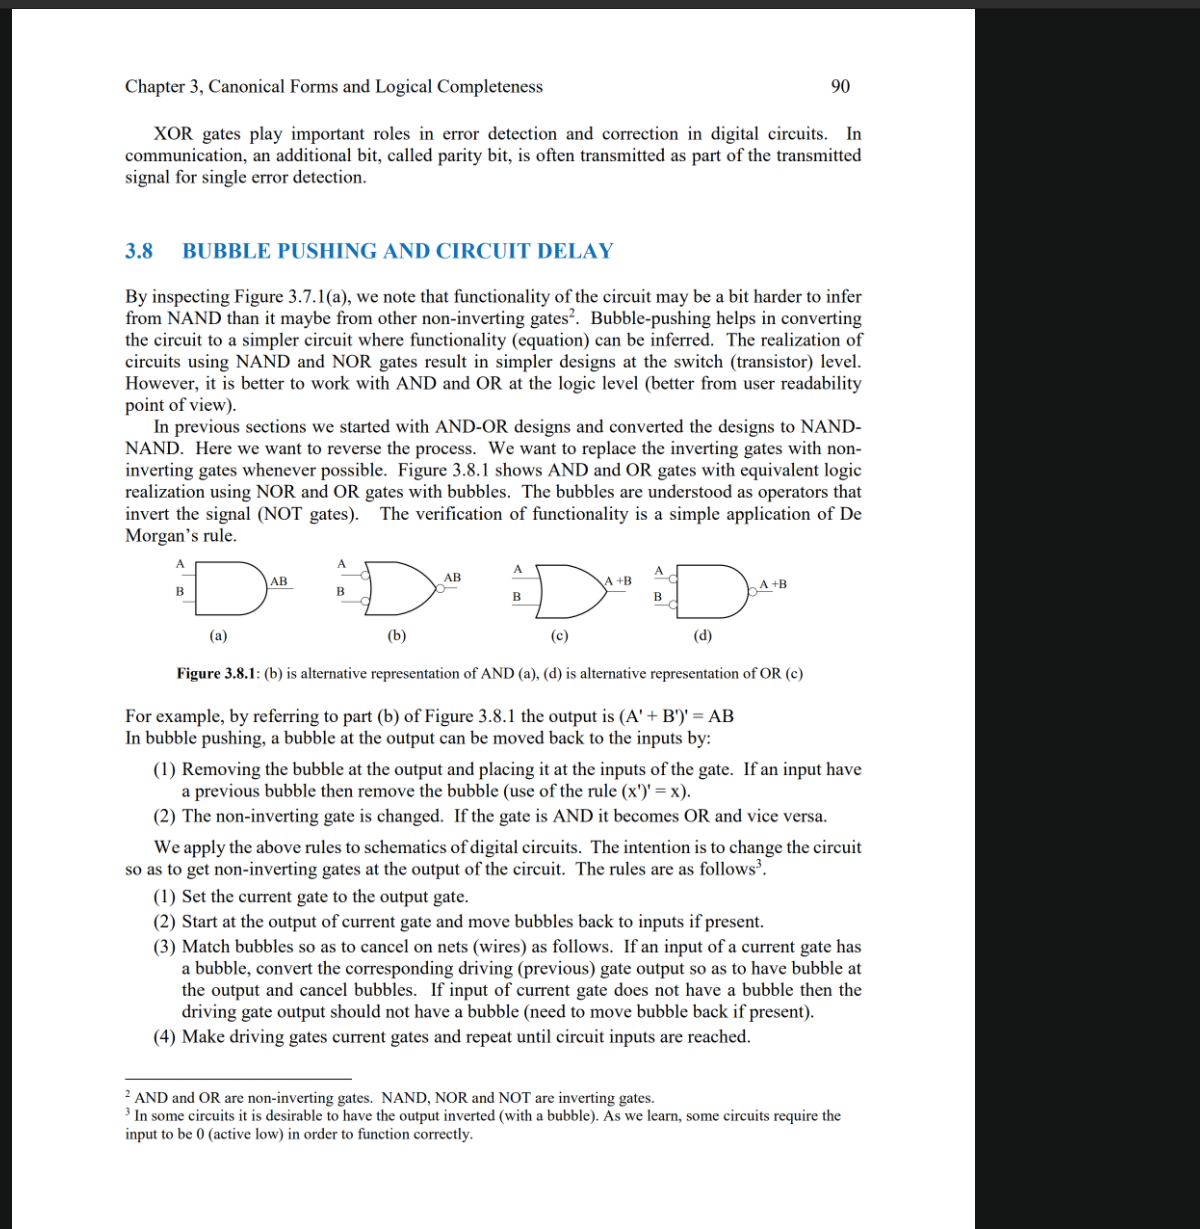 Chapter 3, Canonical Forms and Logical Completeness 90
XOR gates play important roles in error detection and correction in digital circuits. In
communication, an additional bit, called parity bit, is often transmitted as part of the transmitted
signal for single error detection.
3.8 BUBBLE PUSHING AND CIRCUIT DELAY
By inspecting Figure 3.7.1(a), we note that functionality of the circuit may be a bit harder to infer
from NAND than it maybe from other non-inverting gates². Bubble-pushing helps in converting
the circuit to a simpler circuit where functionality (equation) can be inferred. The realization of
circuits using NAND and NOR gates result in simpler designs at the switch (transistor) level.
However, it is better to work with AND and OR at the logic level (better from user readability
point of view).
In previous sections we started with AND-OR designs and converted the designs to NAND-
NAND. Here we want to reverse the process. We want to replace the inverting gates with non-
inverting gates whenever possible. Figure 3.8.1 shows AND and OR gates with equivalent logic
realization using NOR and OR gates with bubbles. The bubbles are understood as operators that
invert the signal (NOT gates). The verification of functionality is a simple application of De
Morgan's rule.
A A A A
AB AB A +B A +B
B B B B
(a) (b) (c) (d)
Figure 3.8.1: (b) is alternative representation of AND (a), (d) is alternative representation of OR (c)
For example, by referring to part (b) of Figure 3.8.1 the output is (A' + B')' = AB
In bubble pushing, a bubble at the output can be moved back to the inputs by:
(1) Removing the bubble at the output and placing it at the inputs of the gate. If an input have
a previous bubble then remove the bubble (use of the rule (x')' = x).
(2) The non-inverting gate is changed. If the gate is AND it becomes OR and vice versa.
We apply the above rules to schematics of digital circuits. The intention is to change the circuit
so as to get non-inverting gates at the output of the circuit. The rules are as follows³.
(1) Set the current gate to the output gate.
(2) Start at the output of current gate and move bubbles back to inputs if present.
(3) Match bubbles so as to cancel on nets (wires) as follows. If an input of a current gate has
a bubble, convert the corresponding driving (previous) gate output so as to have bubble at
the output and cancel bubbles. If input of current gate does not have a bubble then the
driving gate output should not have a bubble (need to move bubble back if present).
(4) Make driving gates current gates and repeat until circuit inputs are reached.
² AND and OR are non-inverting gates. NAND, NOR and NOT are inverting gates.
³ In some circuits it is desirable to have the output inverted (with a bubble). As we learn, some circuits require the
input to be 0 (active low) in order to function correctly.